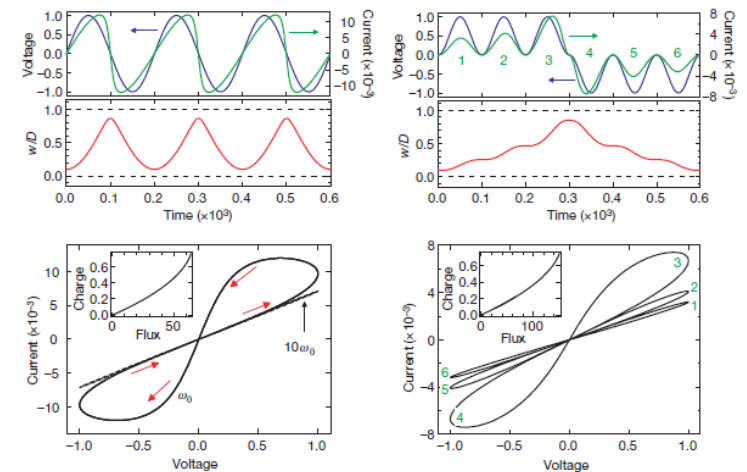 1.0
0.5
0.0
−0.5
−1.0
Voltage
10
5
0
−5
−10
Current (×10⁻³)
1.0
0.5
0.0
w/D
0.0 0.1 0.2 0.3 0.4 0.5 0.6
Time (×10³)
1.0
0.5
0.0
−0.5
−1.0
Voltage
8
4
0
−4
−8
Current (×10⁻³)
1 2 3 4 5 6
1.0
0.5
0.0
w/D
0.0 0.1 0.2 0.3 0.4 0.5 0.6
Time (×10³)
10
5
0
−5
−10
Current (×10⁻³)
0.6
0.4
0.2
0.0
Charge
0 50
Flux
10ω₀
ω₀
−1.0 −0.5 0.0 0.5 1.0
Voltage
8
4
0
−4
−8
Current (×10⁻³)
0.6
0.4
0.2
0.0
Charge
0 50 100
Flux
3
2
1
6
5
4
−1.0 −0.5 0.0 0.5 1.0
Voltage